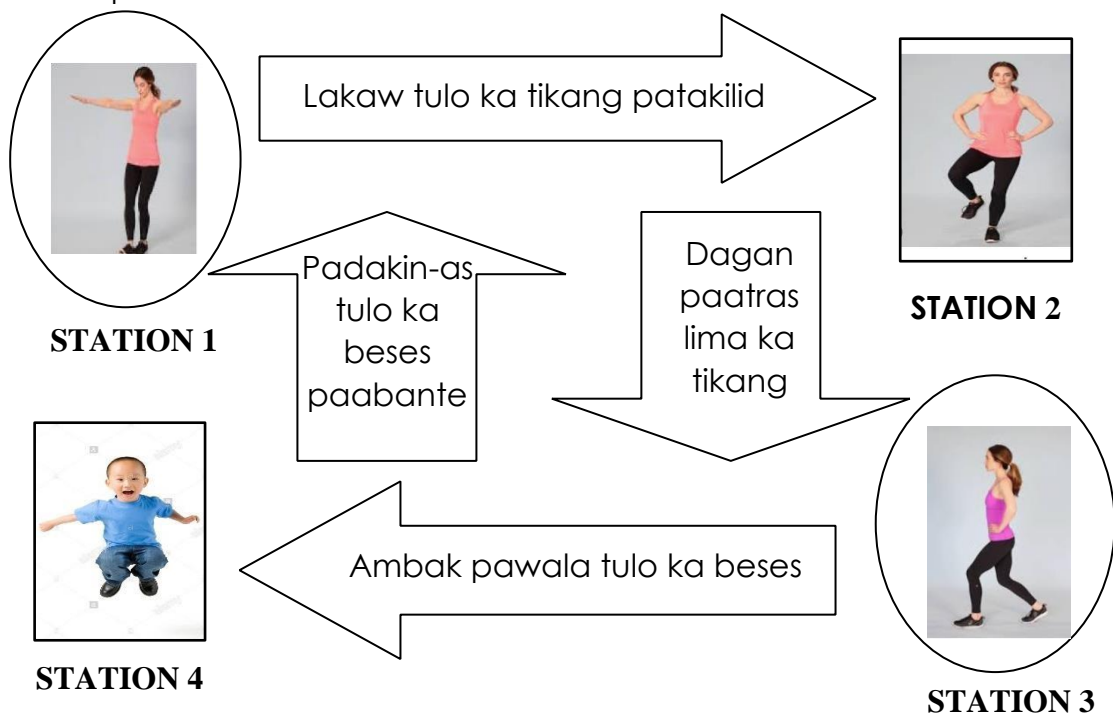 Lakaw tulo ka tikang patakilid
STATION 1
STATION 2
Padakin-as
tulo ka
beses
paabante
Dagan
paatras
lima ka
tikang
Ambak pawala tulo ka beses
STATION 4
STATION 3